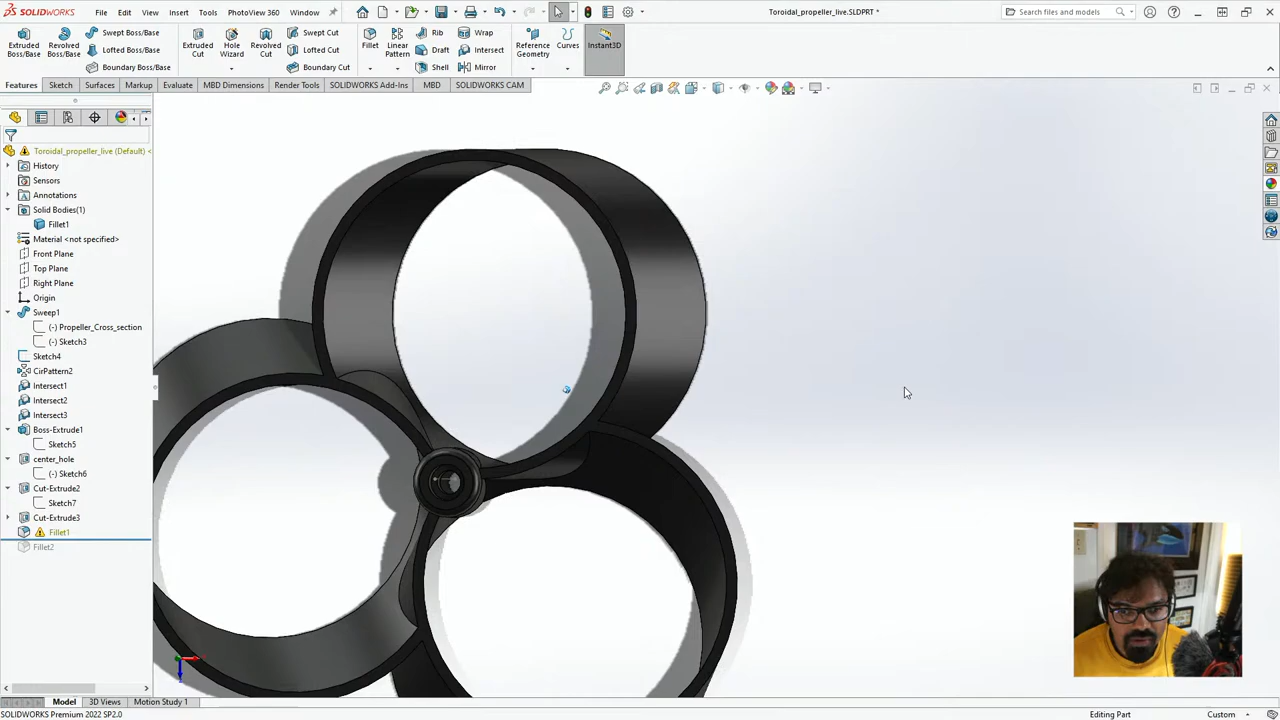 SOLIDWORKS File Edit View Insert Tools PhotoView 360 Window Toroidal_propeller_live.SLDPRT * Search files and models
Extruded Boss/Base
Revolved Boss/Base
Swept Boss/Base
Lofted Boss/Base
Boundary Boss/Base
Extruded Cut
Hole Wizard
Revolved Cut
Swept Cut
Lofted Cut
Boundary Cut
Fillet
Linear Pattern
Rib
Draft
Shell
Wrap
Intersect
Mirror
Reference Geometry
Curves
Instant3D
Features Sketch Surfaces Markup Evaluate MBD Dimensions Render Tools SOLIDWORKS Add-Ins MBD SOLIDWORKS CAM
Toroidal_propeller_live (Default) <
History
Sensors
Annotations
Solid Bodies(1)
Fillet1
Material <not specified>
Front Plane
Top Plane
Right Plane
Origin
Sweep1
(-) Propeller_Cross_section
(-) Sketch3
Sketch4
CirPattern2
Intersect1
Intersect2
Intersect3
Boss-Extrude1
Sketch5
center_hole
(-) Sketch6
Cut-Extrude2
Sketch7
Cut-Extrude3
Fillet1
Fillet2
Model 3D Views Motion Study 1
SOLIDWORKS Premium 2022 SP2.0 Editing Part Custom